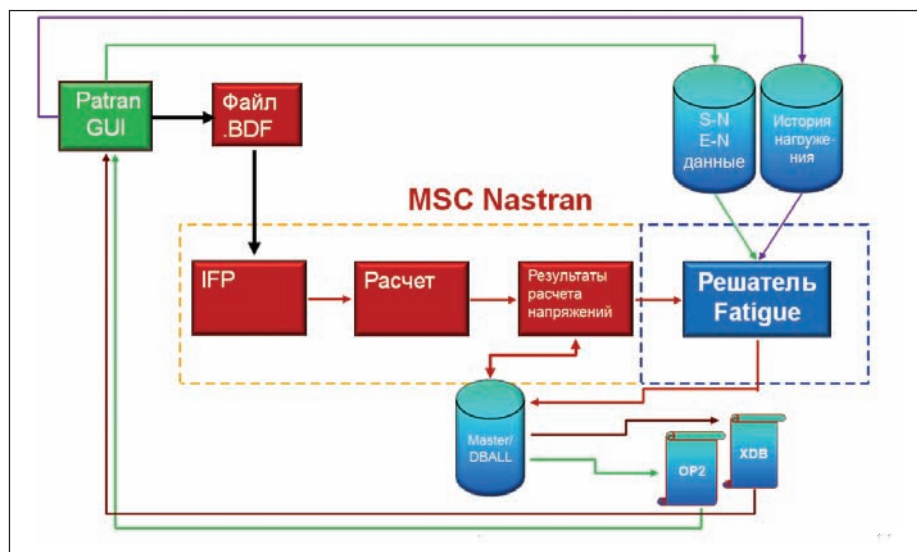 Patran
GUI
Файл
.BDF
S-N
E-N
данные
История
нагруже-
ния
MSC Nastran
IFP
Расчет
Результаты
расчета
напряжений
Решатель
Fatigue
Master/
DBALL
OP2
XDB